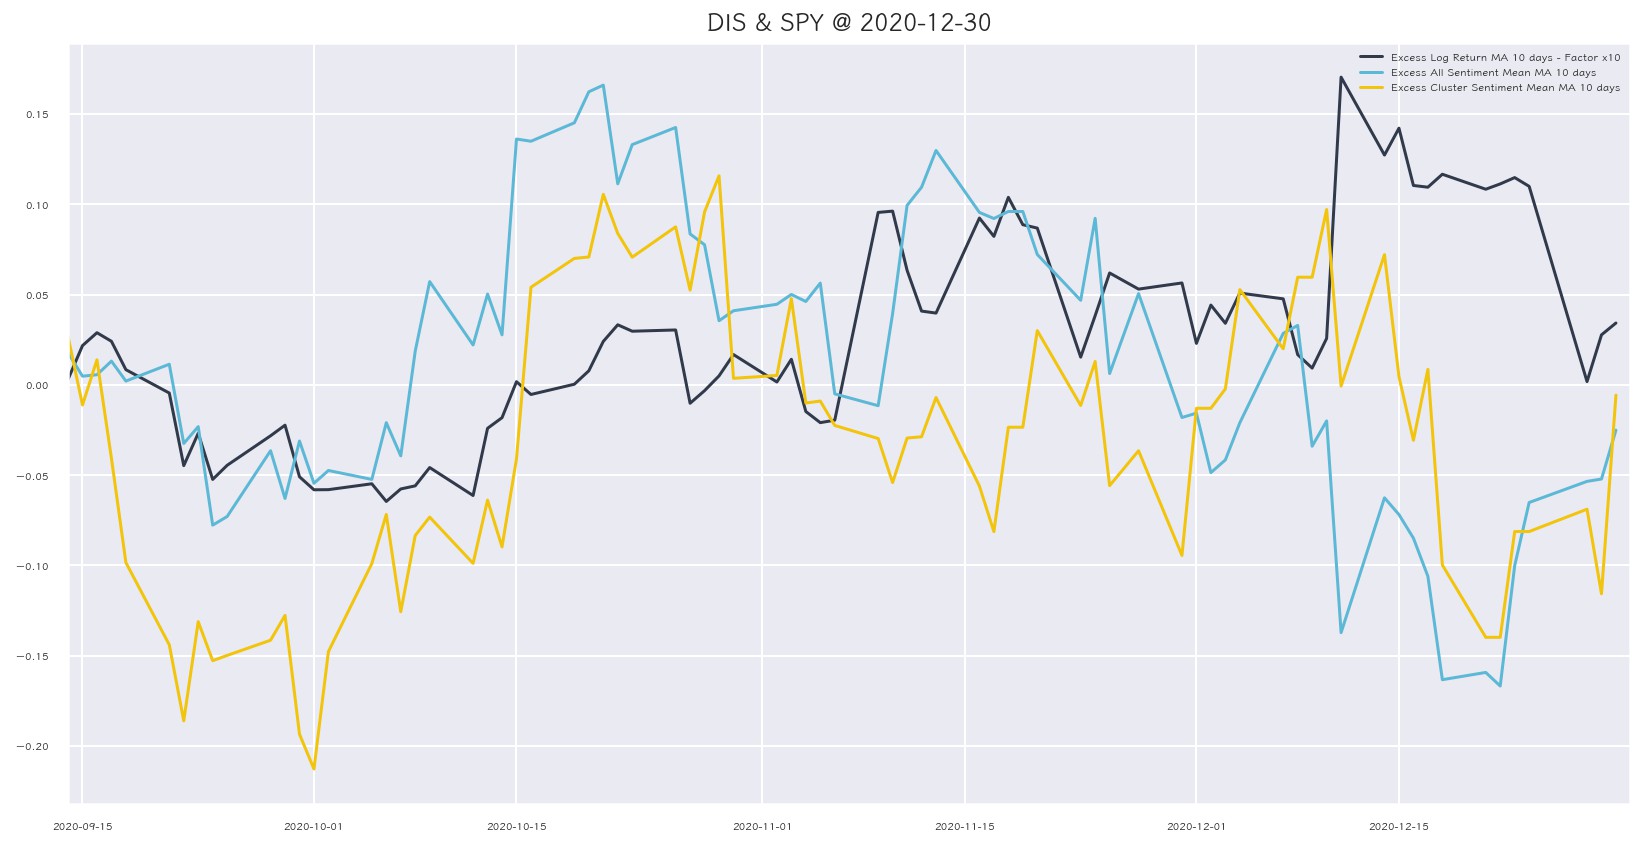 DIS & SPY @ 2020-12-30
Excess Log Return MA 10 days - Factor x10
Excess All Sentiment Mean MA 10 days
Excess Cluster Sentiment Mean MA 10 days
0.15
0.10
0.05
0.00
−0.05
−0.10
−0.15
−0.20
2020-09-15 2020-10-01 2020-10-15 2020-11-01 2020-11-15 2020-12-01 2020-12-15